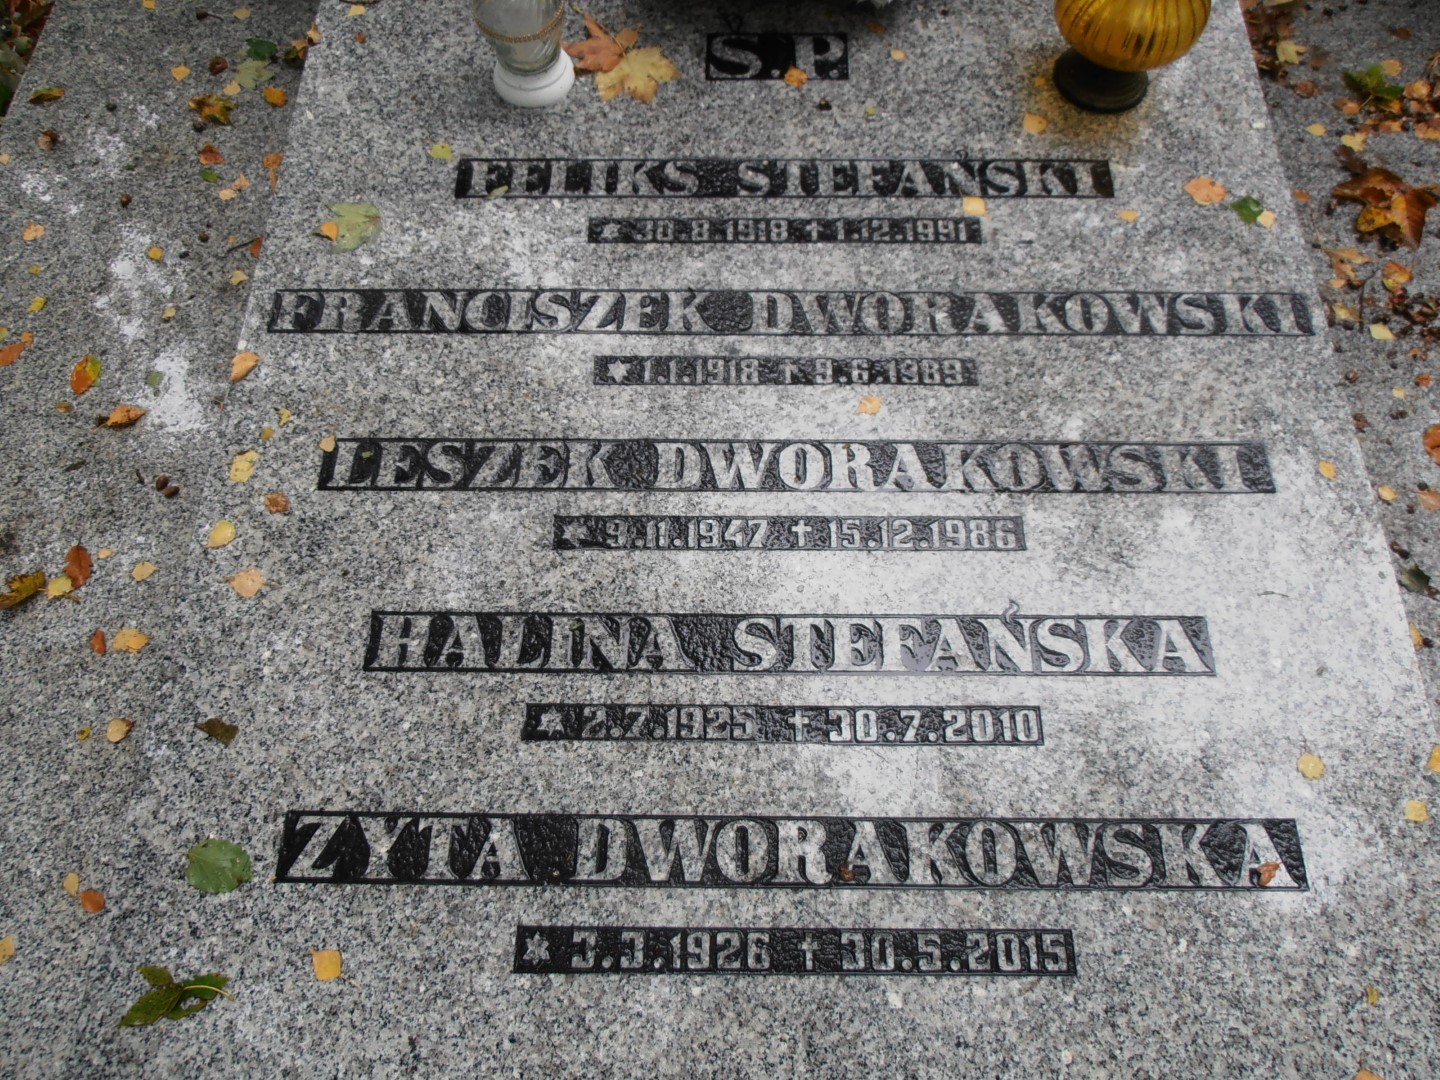 Ś.P.
FELIKS STEFAŃSKI
* 30.8.1918 † 1.12.1991
FRANCISZEK DWORAKOWSKI
* 1.1.1918 † 9.6.1989
LESZEK DWORAKOWSKI
* 9.11.1947 † 15.12.1986
HALINA STEFAŃSKA
* 2.7.1925 † 30.7.2010
ZYTA DWORAKOWSKA
* 3.3.1926 † 30.5.2015